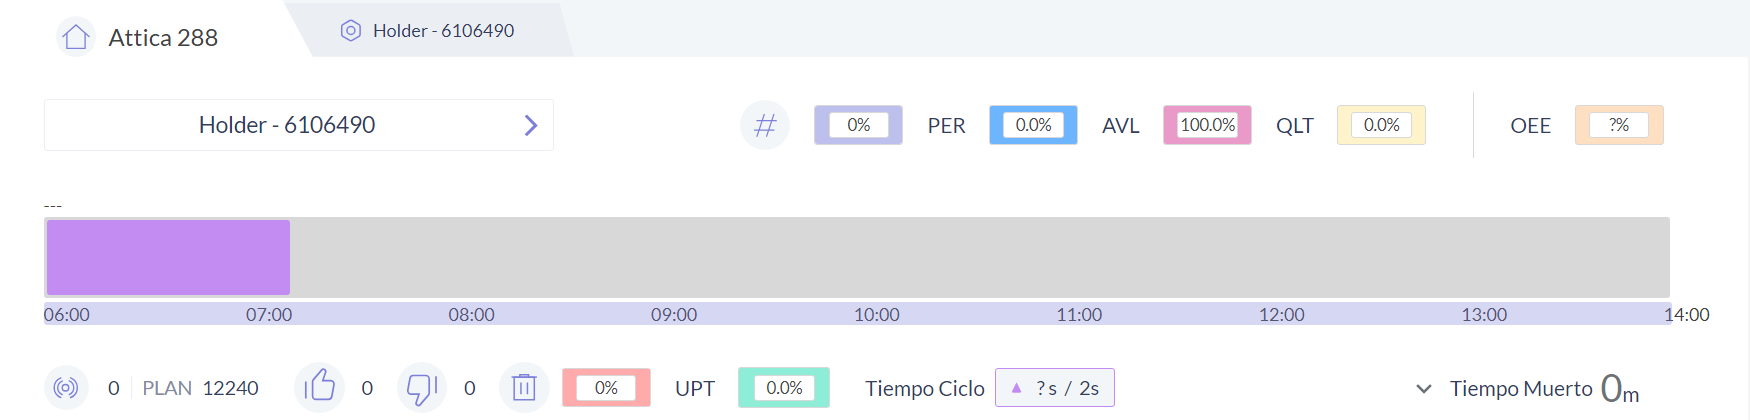 Attica 288
Holder - 6106490
Holder - 6106490
# 0% PER 0.0% AVL 100.0% QLT 0.0% OEE ?%
---
06:00 07:00 08:00 09:00 10:00 11:00 12:00 13:00 14:00
0 PLAN 12240 0 0 0% UPT 0.0% Tiempo Ciclo ? s / 2s Tiempo Muerto 0m